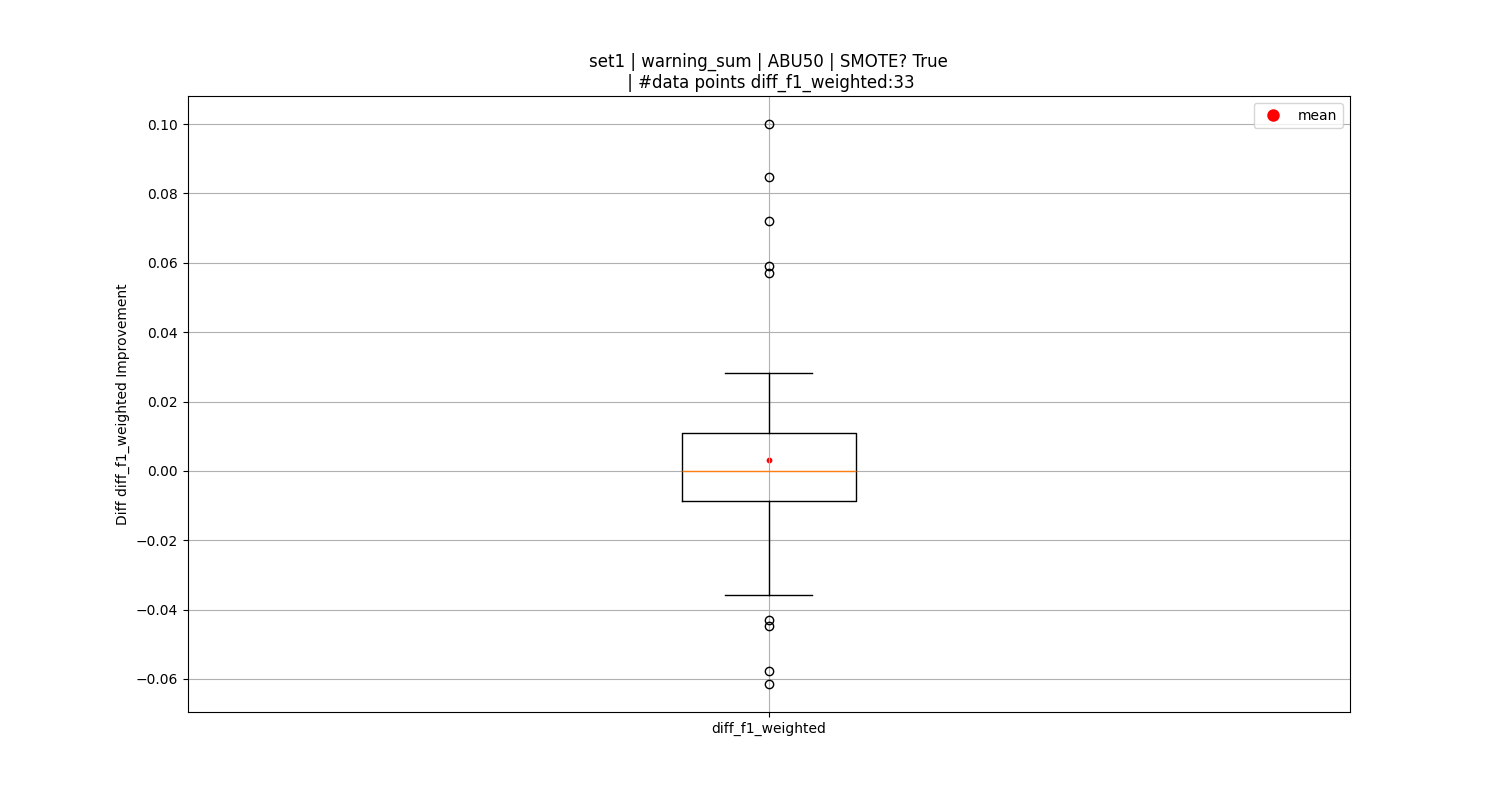 set1 | warning_sum | ABU50 | SMOTE? True
| #data points diff_f1_weighted:33
mean
0.10
0.08
0.06
0.04
0.02
0.00
−0.02
−0.04
−0.06
Diff diff_f1_weighted Improvement
diff_f1_weighted